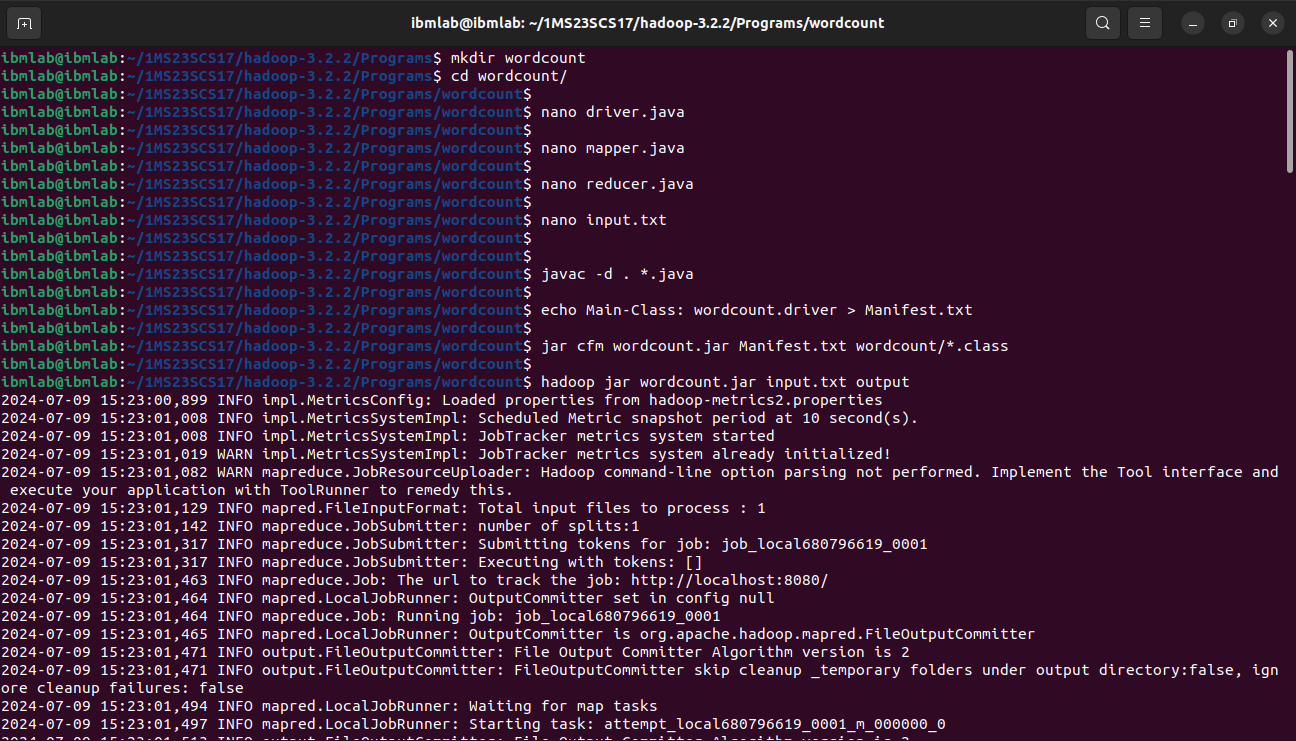 ibmlab@ibmlab: ~/1MS23SCS17/hadoop-3.2.2/Programs/wordcount
ibmlab@ibmlab:~/1MS23SCS17/hadoop-3.2.2/Programs$ mkdir wordcount
ibmlab@ibmlab:~/1MS23SCS17/hadoop-3.2.2/Programs$ cd wordcount/
ibmlab@ibmlab:~/1MS23SCS17/hadoop-3.2.2/Programs/wordcount$
ibmlab@ibmlab:~/1MS23SCS17/hadoop-3.2.2/Programs/wordcount$ nano driver.java
ibmlab@ibmlab:~/1MS23SCS17/hadoop-3.2.2/Programs/wordcount$
ibmlab@ibmlab:~/1MS23SCS17/hadoop-3.2.2/Programs/wordcount$ nano mapper.java
ibmlab@ibmlab:~/1MS23SCS17/hadoop-3.2.2/Programs/wordcount$
ibmlab@ibmlab:~/1MS23SCS17/hadoop-3.2.2/Programs/wordcount$ nano reducer.java
ibmlab@ibmlab:~/1MS23SCS17/hadoop-3.2.2/Programs/wordcount$
ibmlab@ibmlab:~/1MS23SCS17/hadoop-3.2.2/Programs/wordcount$ nano input.txt
ibmlab@ibmlab:~/1MS23SCS17/hadoop-3.2.2/Programs/wordcount$
ibmlab@ibmlab:~/1MS23SCS17/hadoop-3.2.2/Programs/wordcount$
ibmlab@ibmlab:~/1MS23SCS17/hadoop-3.2.2/Programs/wordcount$ javac -d . *.java
ibmlab@ibmlab:~/1MS23SCS17/hadoop-3.2.2/Programs/wordcount$
ibmlab@ibmlab:~/1MS23SCS17/hadoop-3.2.2/Programs/wordcount$ echo Main-Class: wordcount.driver > Manifest.txt
ibmlab@ibmlab:~/1MS23SCS17/hadoop-3.2.2/Programs/wordcount$
ibmlab@ibmlab:~/1MS23SCS17/hadoop-3.2.2/Programs/wordcount$ jar cfm wordcount.jar Manifest.txt wordcount/*.class
ibmlab@ibmlab:~/1MS23SCS17/hadoop-3.2.2/Programs/wordcount$
ibmlab@ibmlab:~/1MS23SCS17/hadoop-3.2.2/Programs/wordcount$ hadoop jar wordcount.jar input.txt output
2024-07-09 15:23:00,899 INFO impl.MetricsConfig: Loaded properties from hadoop-metrics2.properties
2024-07-09 15:23:01,008 INFO impl.MetricsSystemImpl: Scheduled Metric snapshot period at 10 second(s).
2024-07-09 15:23:01,008 INFO impl.MetricsSystemImpl: JobTracker metrics system started
2024-07-09 15:23:01,019 WARN impl.MetricsSystemImpl: JobTracker metrics system already initialized!
2024-07-09 15:23:01,082 WARN mapreduce.JobResourceUploader: Hadoop command-line option parsing not performed. Implement the Tool interface and
 execute your application with ToolRunner to remedy this.
2024-07-09 15:23:01,129 INFO mapred.FileInputFormat: Total input files to process : 1
2024-07-09 15:23:01,142 INFO mapreduce.JobSubmitter: number of splits:1
2024-07-09 15:23:01,317 INFO mapreduce.JobSubmitter: Submitting tokens for job: job_local680796619_0001
2024-07-09 15:23:01,317 INFO mapreduce.JobSubmitter: Executing with tokens: []
2024-07-09 15:23:01,463 INFO mapreduce.Job: The url to track the job: http://localhost:8080/
2024-07-09 15:23:01,464 INFO mapred.LocalJobRunner: OutputCommitter set in config null
2024-07-09 15:23:01,464 INFO mapreduce.Job: Running job: job_local680796619_0001
2024-07-09 15:23:01,465 INFO mapred.LocalJobRunner: OutputCommitter is org.apache.hadoop.mapred.FileOutputCommitter
2024-07-09 15:23:01,471 INFO output.FileOutputCommitter: File Output Committer Algorithm version is 2
2024-07-09 15:23:01,471 INFO output.FileOutputCommitter: FileOutputCommitter skip cleanup _temporary folders under output directory:false, ign
ore cleanup failures: false
2024-07-09 15:23:01,494 INFO mapred.LocalJobRunner: Waiting for map tasks
2024-07-09 15:23:01,497 INFO mapred.LocalJobRunner: Starting task: attempt_local680796619_0001_m_000000_0
2024-07-09 15:23:01,513 INFO output.FileOutputCommitter: File Output Committer Algorithm version is 2